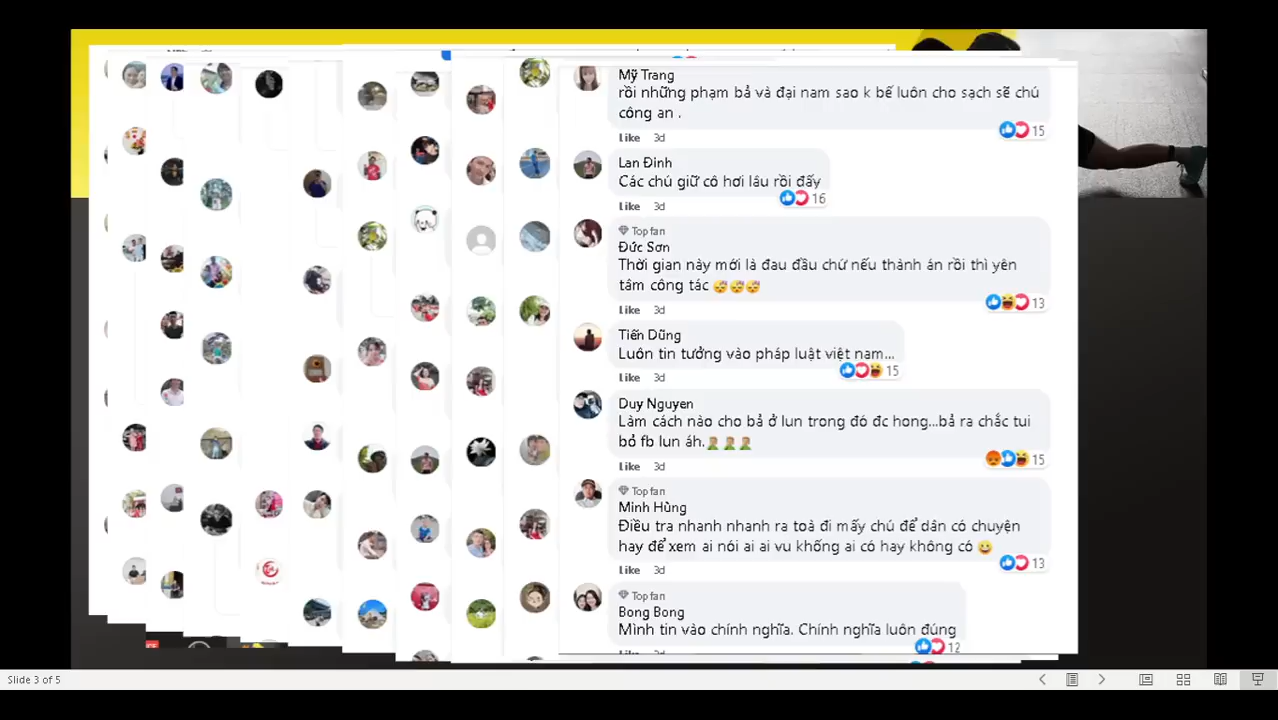 Mỹ Trang
rồi những phạm bả và đại nam sao k bế luôn cho sạch sẽ chú
công an .
15
Like 3d
Lan Đinh
Các chú giữ cô hơi lâu rồi đấy
16
Like 3d
Top fan
Đức Sơn
Thời gian này mới là đau đầu chứ nếu thành án rồi thì yên
tâm công tác 😴😴😴
13
Like 3d
Tiến Dũng
Luôn tin tưởng vào pháp luật việt nam...
15
Like 3d
Duy Nguyen
Làm cách nào cho bả ở lun trong đó đc hong...bả ra chắc tui
bỏ fb lun áh.🤦🤦🤦
15
Like 3d
Top fan
Minh Hùng
Điều tra nhanh nhanh ra toà đi mấy chú để dân có chuyện
hay để xem ai nói ai ai vu khống ai có hay không có 😀
13
Like 3d
Top fan
Bong Bong
Mình tin vào chính nghĩa. Chính nghĩa luôn đúng
12
Like 3d
Slide 3 of 5